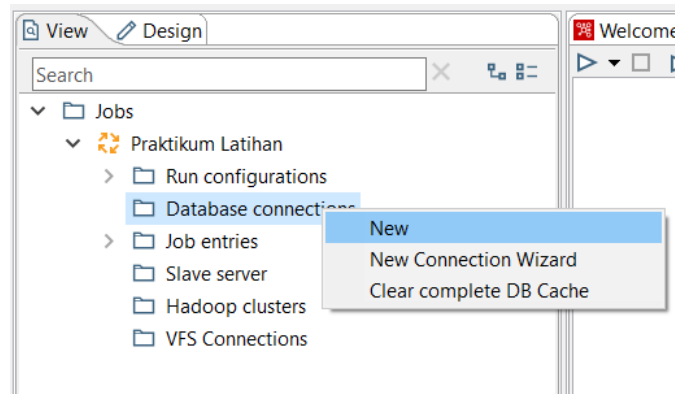 View Design
Welcome
Search
Jobs
Praktikum Latihan
Run configurations
Database connections
New
Job entries
New Connection Wizard
Slave server
Clear complete DB Cache
Hadoop clusters
VFS Connections